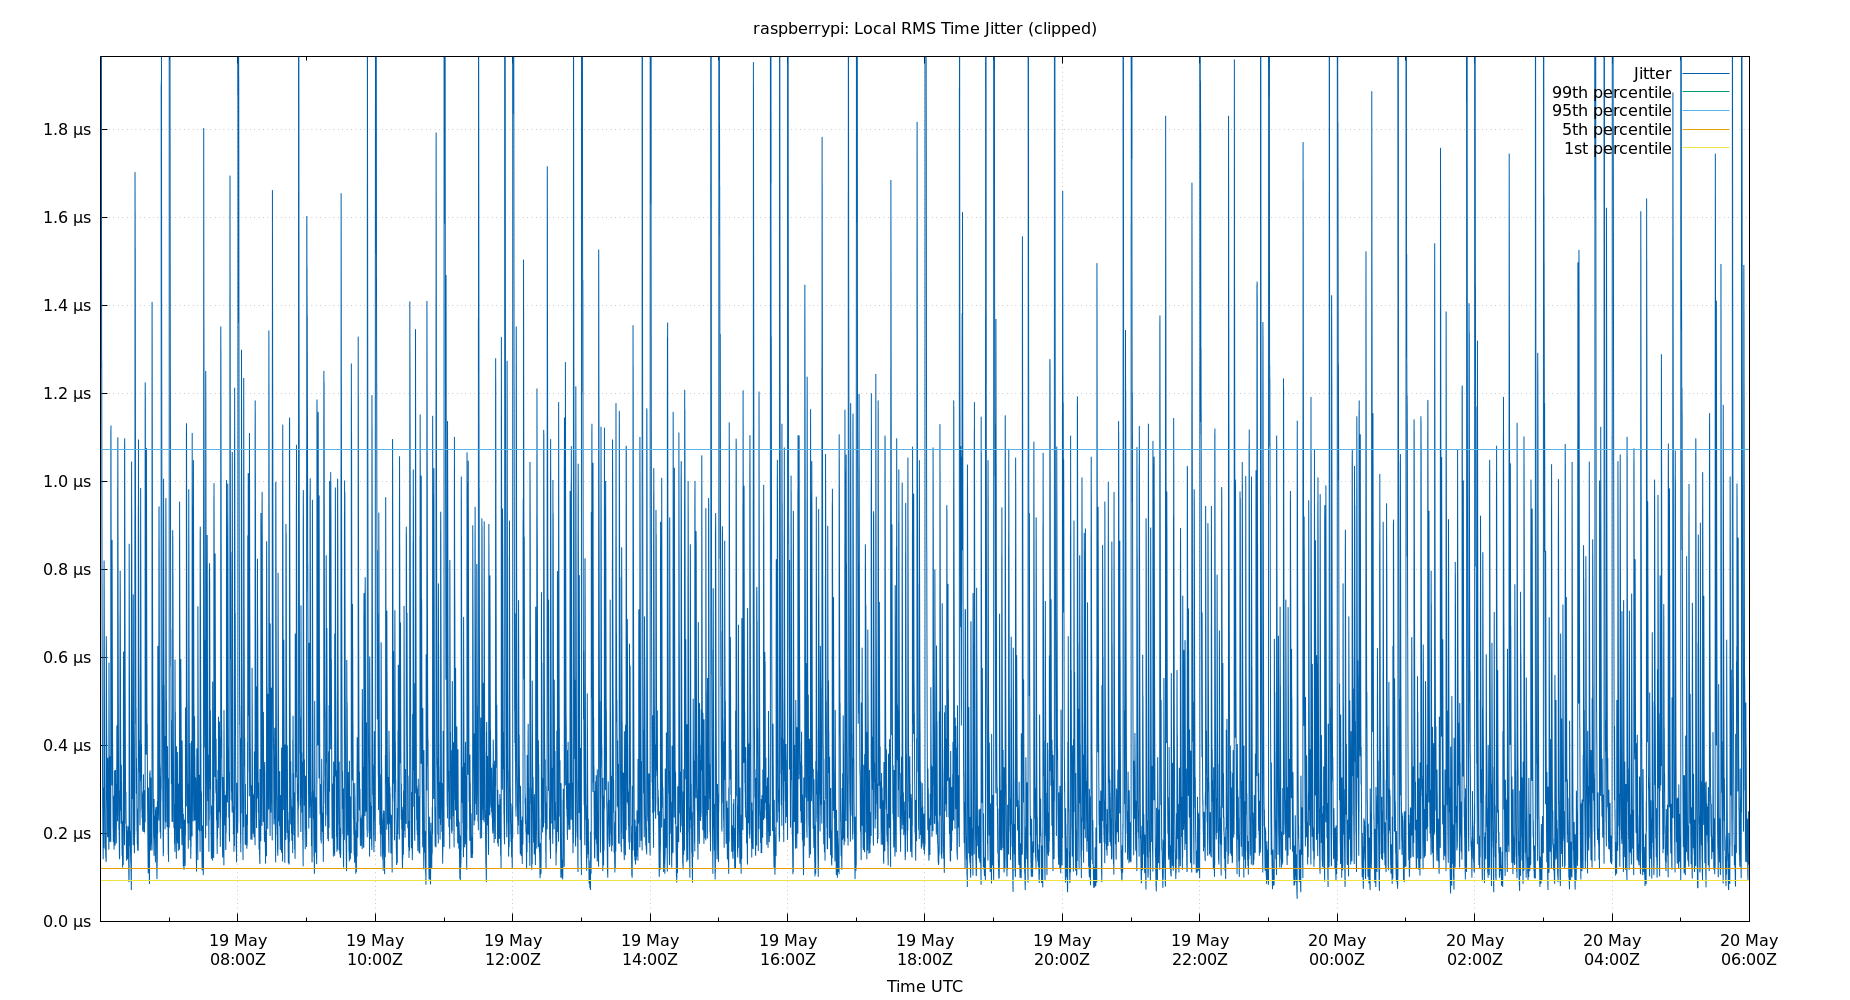 raspberrypi: Local RMS Time Jitter (clipped)
Jitter
99th percentile
95th percentile
5th percentile
1st percentile
1.8 µs
1.6 µs
1.4 µs
1.2 µs
1.0 µs
0.8 µs
0.6 µs
0.4 µs
0.2 µs
0.0 µs
19 May 19 May 19 May 19 May 19 May 19 May 19 May 19 May 20 May 20 May 20 May 20 May
08:00Z 10:00Z 12:00Z 14:00Z 16:00Z 18:00Z 20:00Z 22:00Z 00:00Z 02:00Z 04:00Z 06:00Z
Time UTC